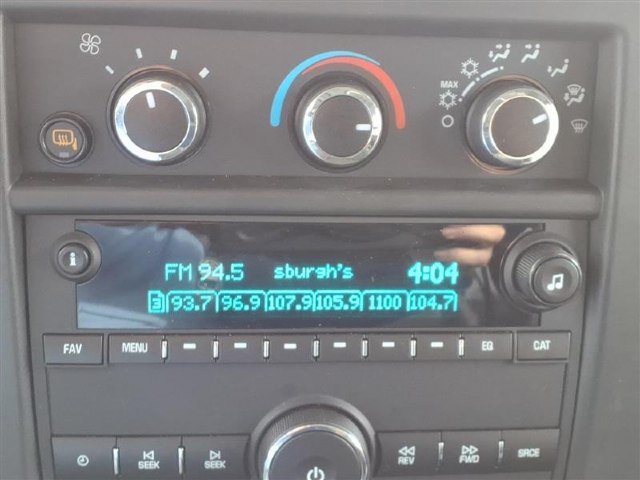 MAX
i
FM 94.5 sburgh's 4:04
3 93.7 96.9 107.9 105.9 1100 104.7
FAV MENU EQ CAT
SEEK SEEK REV FWD SRCE